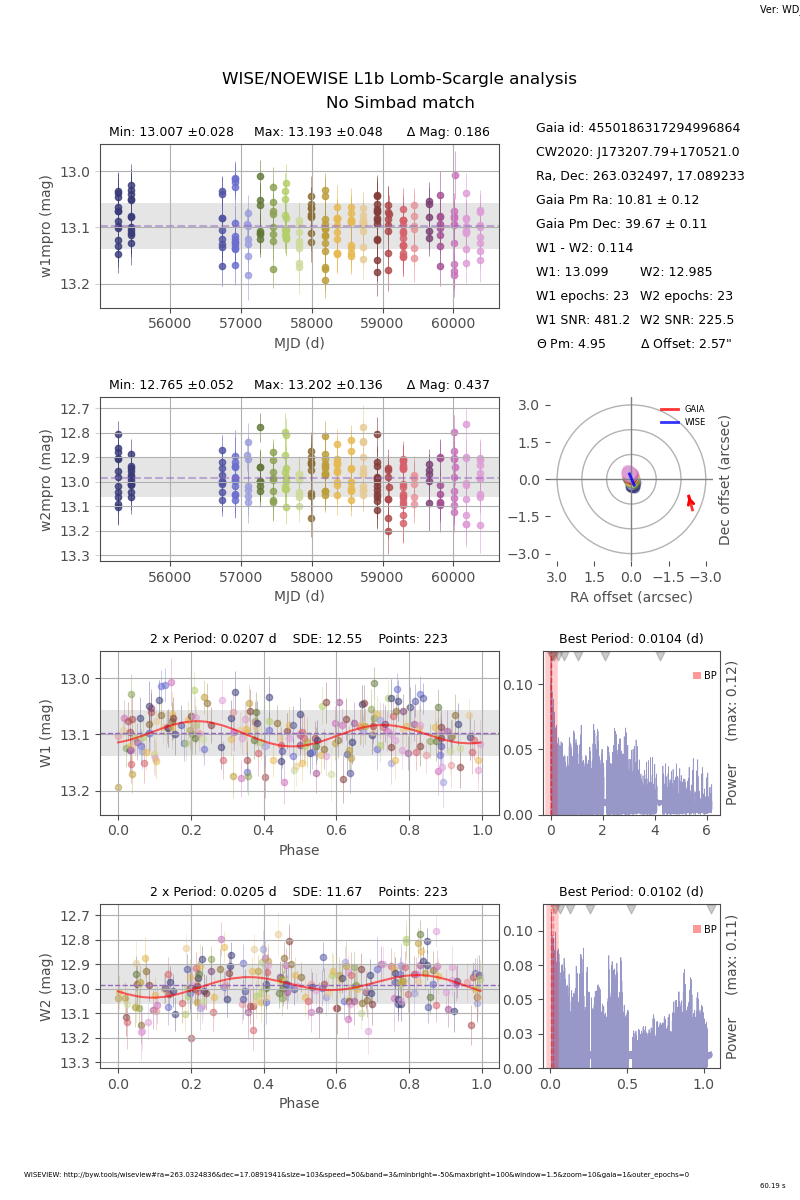 Ver: WD_
WISE/NOEWISE L1b Lomb-Scargle analysis
No Simbad match
Min: 13.007 ±0.028 Max: 13.193 ±0.048 Δ Mag: 0.186
13.0
13.1
13.2
w1mpro (mag)
56000 57000 58000 59000 60000
MJD (d)
Gaia id: 4550186317294996864
CW2020: J173207.79+170521.0
Ra, Dec: 263.032497, 17.089233
Gaia Pm Ra: 10.81 ± 0.12
Gaia Pm Dec: 39.67 ± 0.11
W1 - W2: 0.114
W1: 13.099 W2: 12.985
W1 epochs: 23 W2 epochs: 23
W1 SNR: 481.2 W2 SNR: 225.5
Θ Pm: 4.95 Δ Offset: 2.57"
Min: 12.765 ±0.052 Max: 13.202 ±0.136 Δ Mag: 0.437
12.7
12.8
12.9
13.0
13.1
13.2
13.3
w2mpro (mag)
56000 57000 58000 59000 60000
MJD (d)
GAIA
WISE
3.0
1.5
0.0
−1.5
−3.0
Dec offset (arcsec)
3.0 1.5 0.0 −1.5 −3.0
RA offset (arcsec)
2 x Period: 0.0207 d SDE: 12.55 Points: 223
13.0
13.1
13.2
W1 (mag)
0.0 0.2 0.4 0.6 0.8 1.0
Phase
Best Period: 0.0104 (d)
BP
0.10
0.05
0.00
Power (max: 0.12)
0 2 4 6
2 x Period: 0.0205 d SDE: 11.67 Points: 223
12.7
12.8
12.9
13.0
13.1
13.2
13.3
W2 (mag)
0.0 0.2 0.4 0.6 0.8 1.0
Phase
Best Period: 0.0102 (d)
BP
0.10
0.08
0.05
0.03
0.00
Power (max: 0.11)
0.0 0.5 1.0
WISEVIEW: http://byw.tools/wiseview#ra=263.0324836&dec=17.0891941&size=103&speed=50&band=3&minbright=-50&maxbright=100&window=1.5&zoom=10&gaia=1&outer_epochs=0
60.19 s